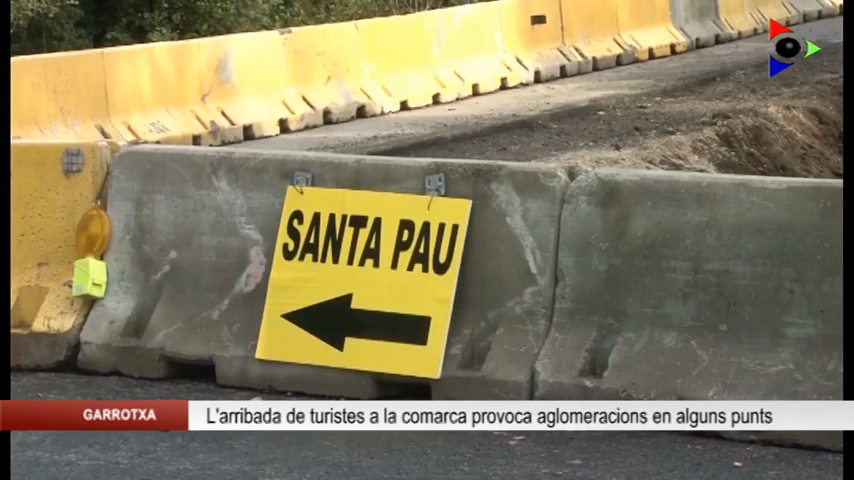 SANTA PAU
GARROTXA
L'arribada de turistes a la comarca provoca aglomeracions en alguns punts